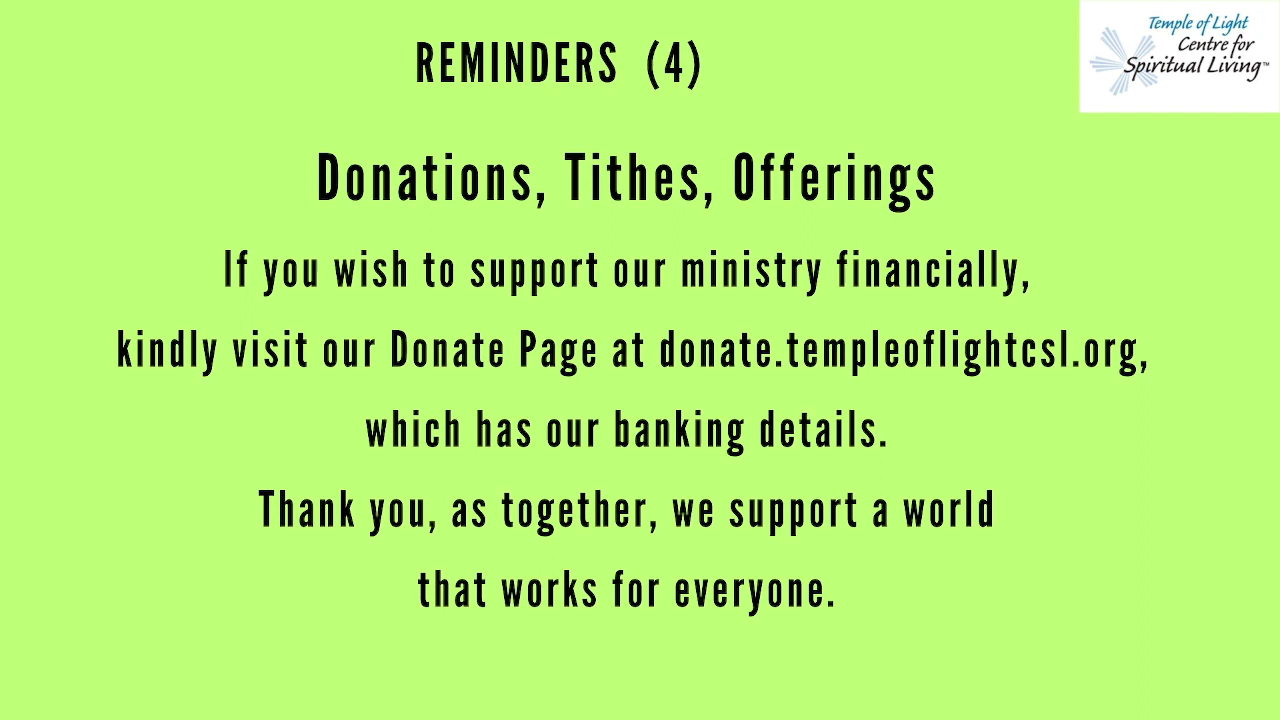 REMINDERS (4)
Temple of Light
Centre for
Spiritual Living™
Donations, Tithes, Offerings
If you wish to support our ministry financially,
kindly visit our Donate Page at donate.templeoflightcsl.org,
which has our banking details.
Thank you, as together, we support a world
that works for everyone.